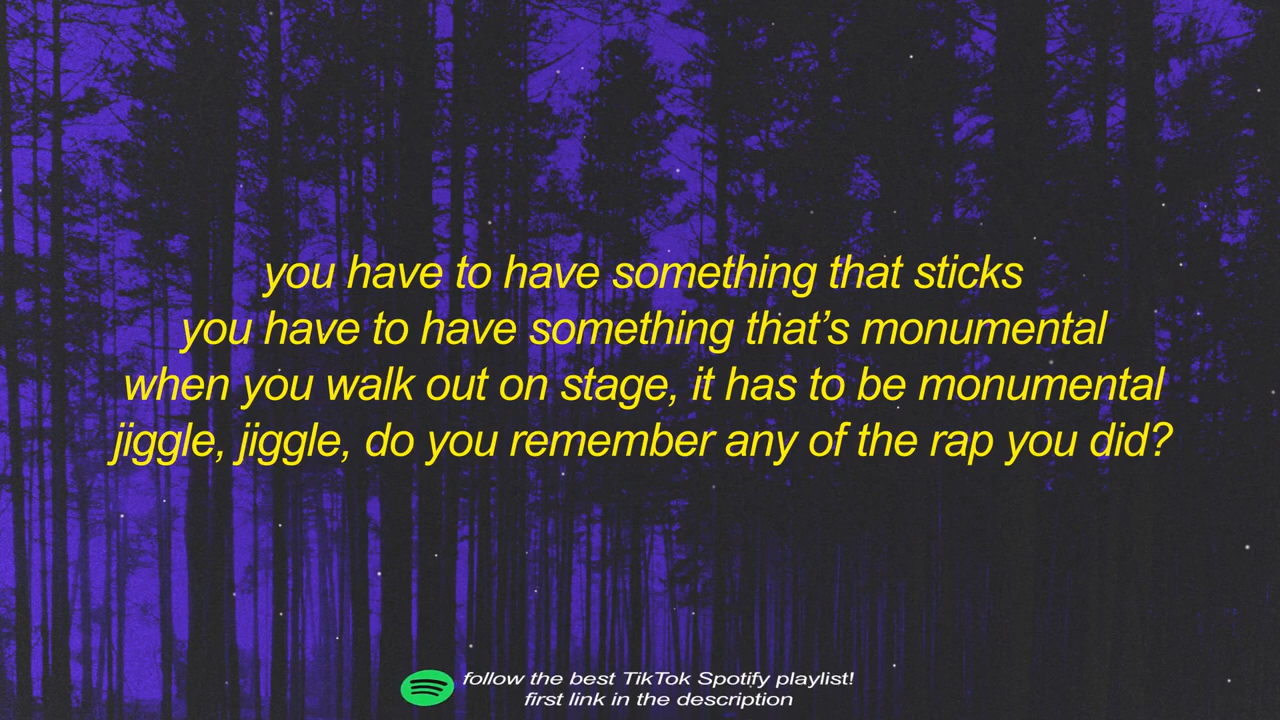 you have to have something that sticks
you have to have something that’s monumental
when you walk out on stage, it has to be monumental
jiggle, jiggle, do you remember any of the rap you did?
follow the best TikTok Spotify playlist!
first link in the description